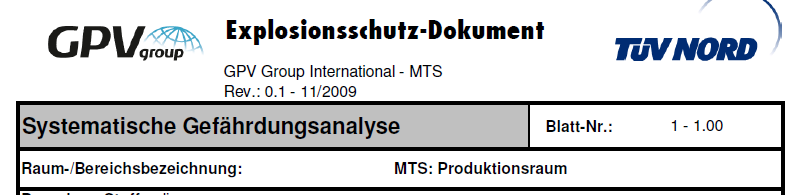 GPV group
Explosionsschutz-Dokument
TÜV NORD
GPV Group International - MTS
Rev.: 0.1 - 11/2009
Systematische Gefährdungsanalyse
Blatt-Nr.: 1 - 1.00
Raum-/Bereichsbezeichnung: MTS: Produktionsraum